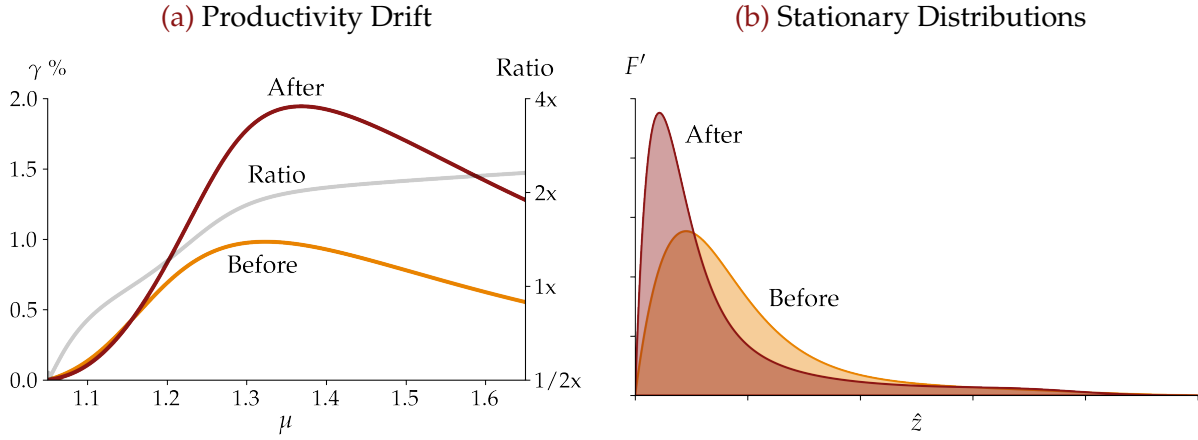 (a) Productivity Drift
γ %
Ratio
2.0
1.5
1.0
0.5
0.0
4x
2x
1x
1/2x
After
Ratio
Before
1.1 1.2 1.3 1.4 1.5 1.6
μ
(b) Stationary Distributions
F′
After
Before
ẑ